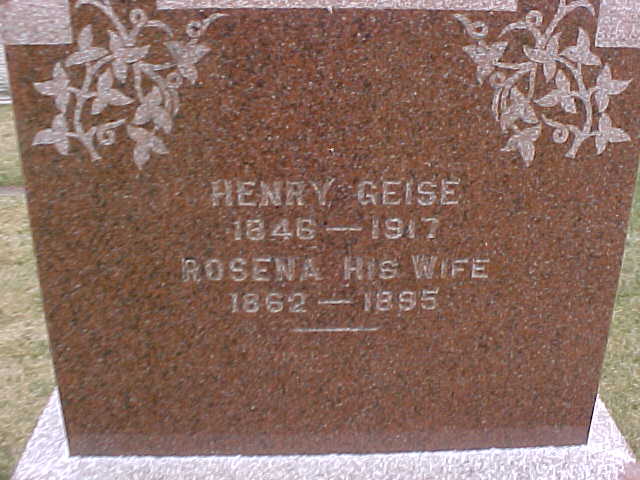 HENRY GEISE
1846 — 1917
ROSENA HIS WIFE
1862 — 1895